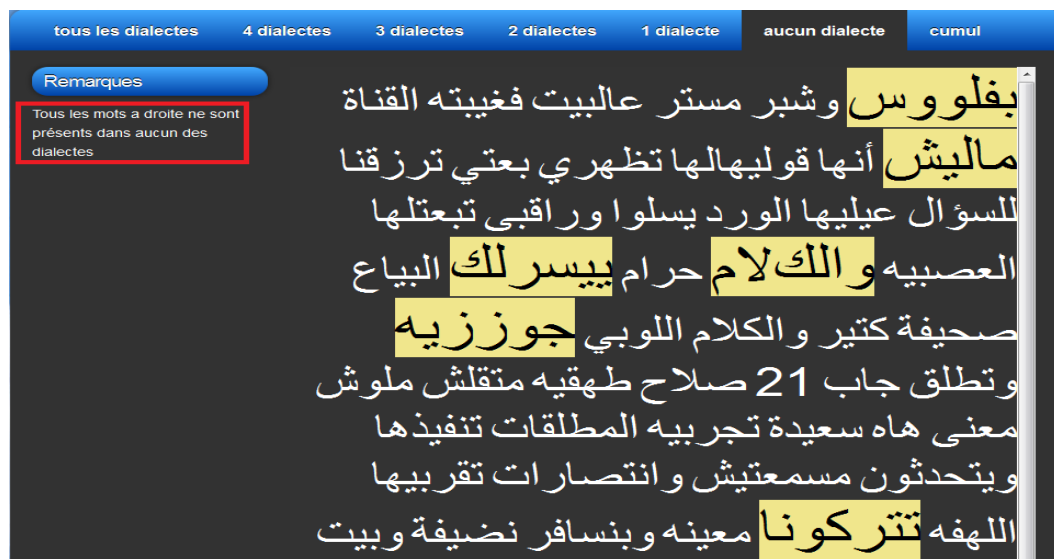 tous les dialectes 4 dialectes 3 dialectes 2 dialectes 1 dialecte aucun dialecte cumul
Remarques
Tous les mots a droite ne sont
présents dans aucun des
dialectes
بفلووس وشبر مستر عالبيت فغيبته القناة
ماليش أنها قوليهالها تظهري بعتي ترزقنا
للسؤال عيليها الورد يسلوا وراقبى تبعتلها
العصبيه والكلام حرام ييسرلك البياع
صحيفة كتير والكلام اللوبي جوززيه
وتطلق جاب 21 صلاح طهقيه متقلش ملوش
معنى هاه سعيدة تجربيه المطلقات تنفيذها
ويتحدثون مسمعتيش وانتصارات تقربيها
اللهفه تتركونا معينه وبنسافر نضيفة وبيت